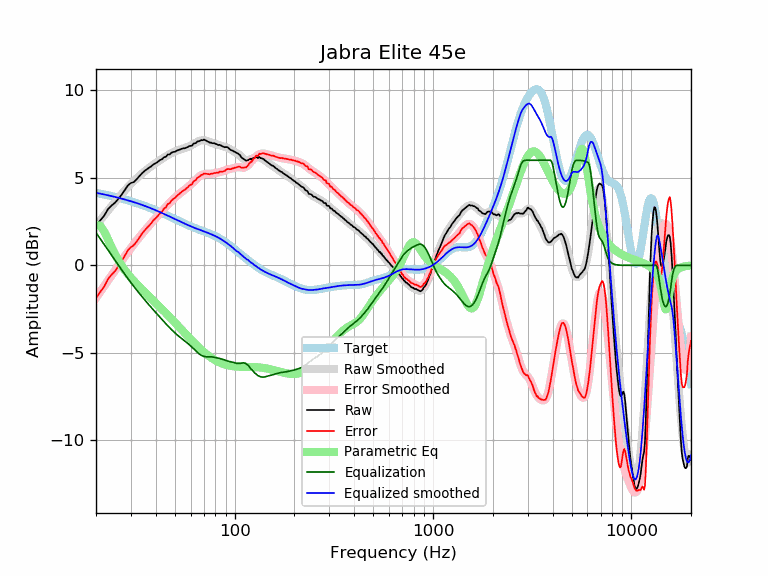 Jabra Elite 45e
Amplitude (dBr)
10
5
0
−5
−10
Target
Raw Smoothed
Error Smoothed
Raw
Error
Parametric Eq
Equalization
Equalized smoothed
100
1000
10000
Frequency (Hz)